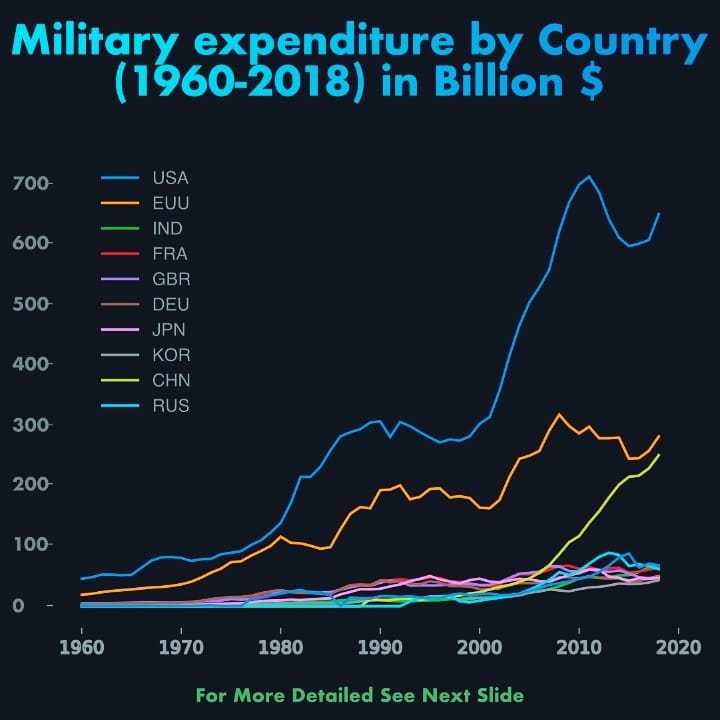 Military expenditure by Country
(1960-2018) in Billion $
700
USA
EUU
IND
600
FRA
GBR
500
DEU
JPN
KOR
400
CHN
RUS
300
200
100
0
1960 1970 1980 1990 2000 2010 2020
For More Detailed See Next Slide